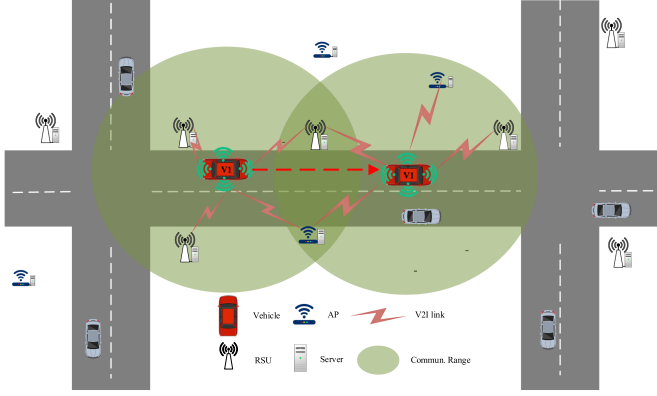 V1
V1
Vehicle
AP
V2I link
RSU
Server
Commun. Range